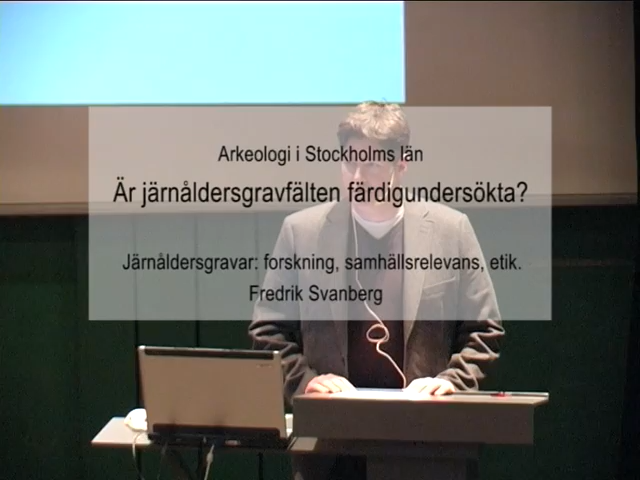 Arkeologi i Stockholms län
Är järnåldersgravfälten färdigundersökta?
Järnåldersgravar: forskning, samhällsrelevans, etik.
Fredrik Svanberg